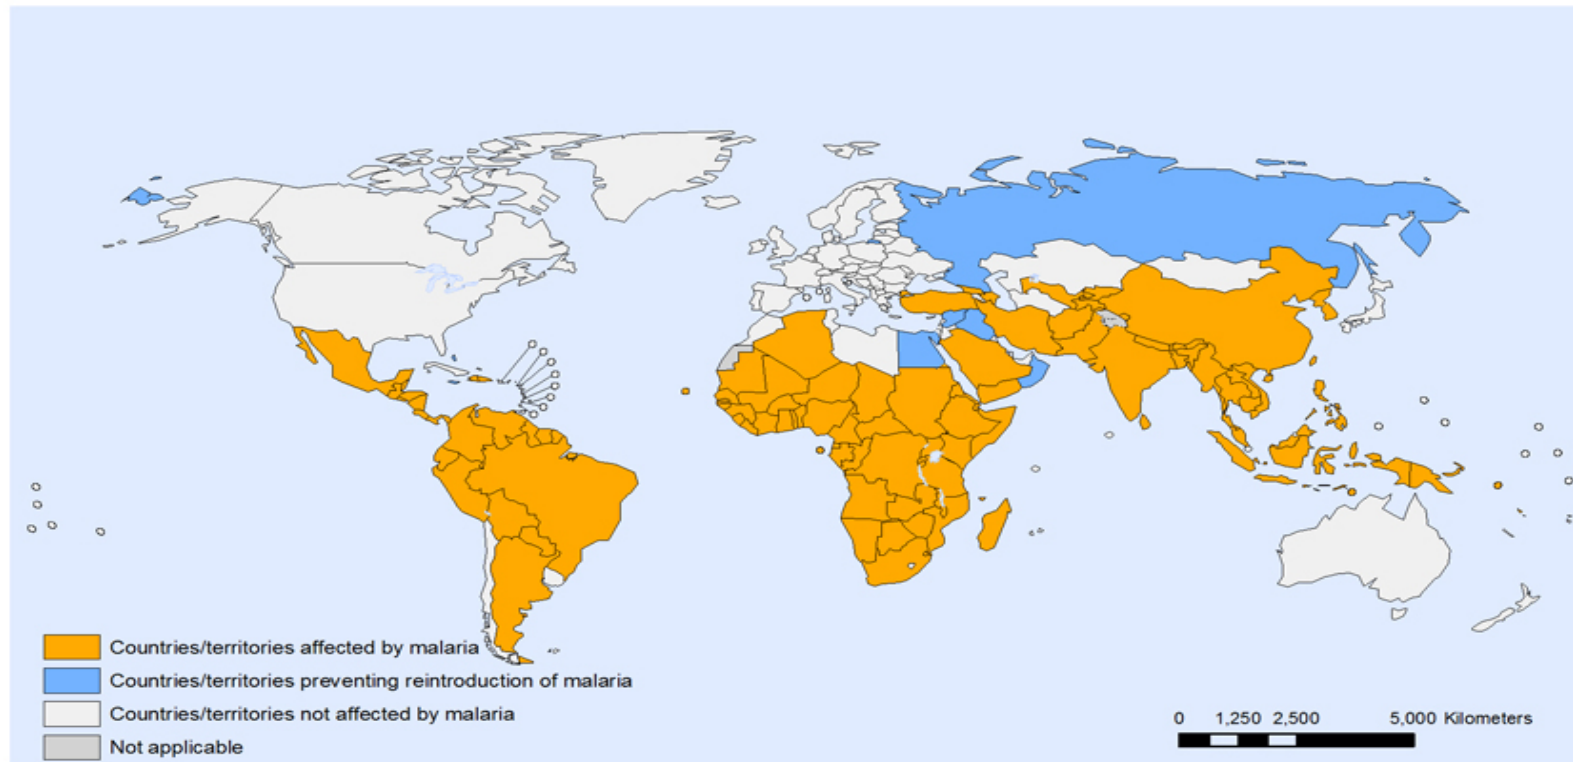 Countries/territories affected by malaria
Countries/territories preventing reintroduction of malaria
Countries/territories not affected by malaria
Not applicable
0 1,250 2,500 5,000 Kilometers